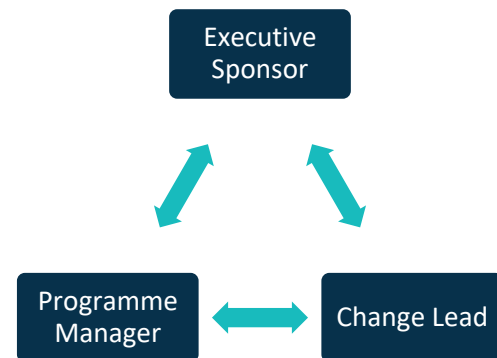 Executive
Sponsor
Programme
Manager
Change Lead